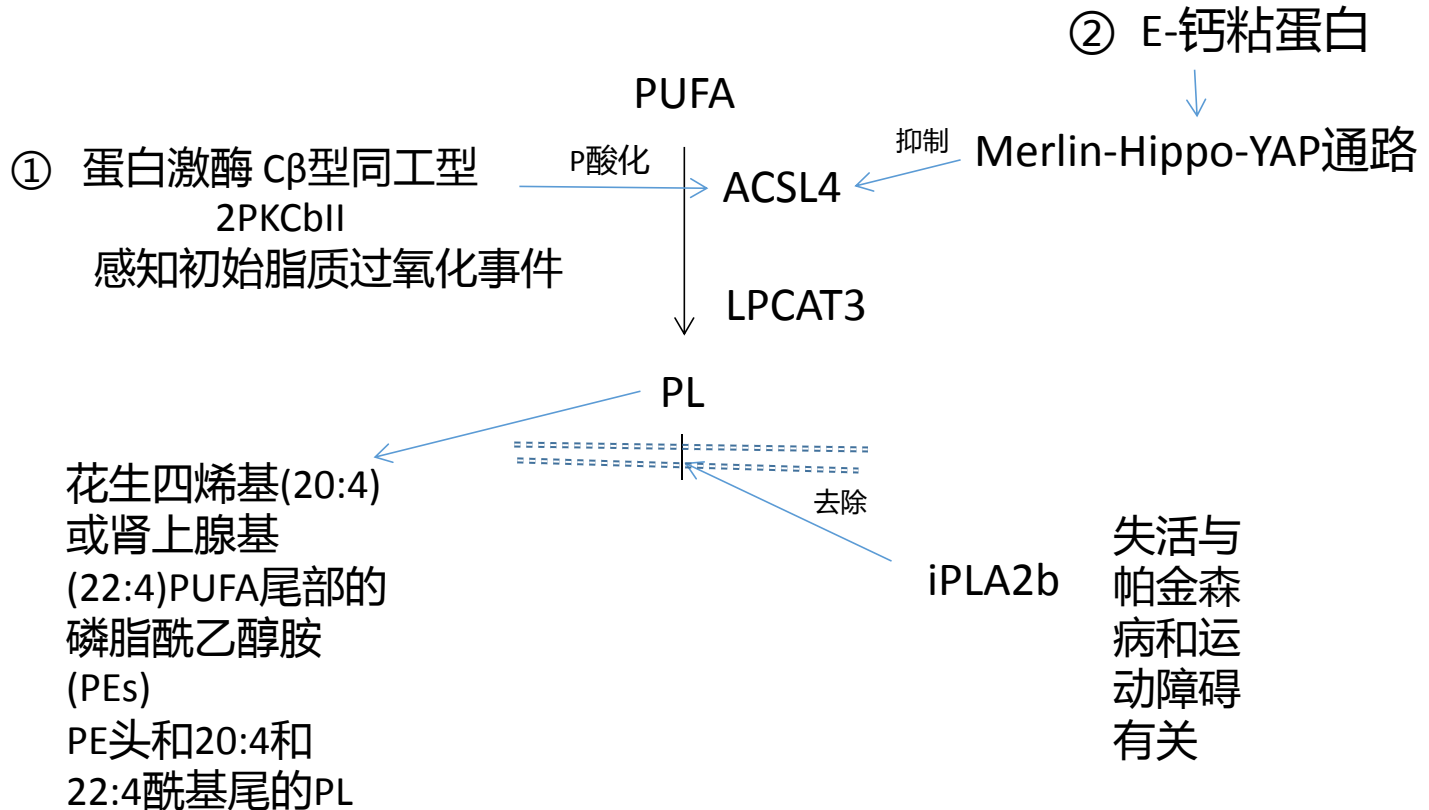 ② E-钙粘蛋白
PUFA
① 蛋白激酶 Cβ型同工型
2PKCbII
感知初始脂质过氧化事件
P酸化
ACSL4
抑制
Merlin-Hippo-YAP通路
LPCAT3
PL
花生四烯基(20:4)
或肾上腺基
(22:4)PUFA尾部的
磷脂酰乙醇胺
(PEs)
PE头和20:4和
22:4酰基尾的PL
去除
iPLA2b
失活与
帕金森
病和运
动障碍
有关